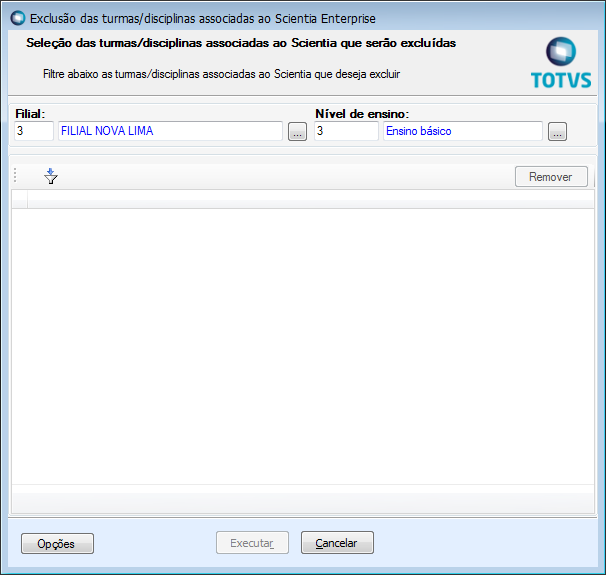 Exclusão das turmas/disciplinas associadas ao Scientia Enterprise
Seleção das turmas/disciplinas associadas ao Scientia que serão excluídas
Filtre abaixo as turmas/disciplinas associadas ao Scientia que deseja excluir
TOTVS
Filial: Nível de ensino:
3 FILIAL NOVA LIMA ... 3 Ensino básico ...
Remover
Opções Executar Cancelar